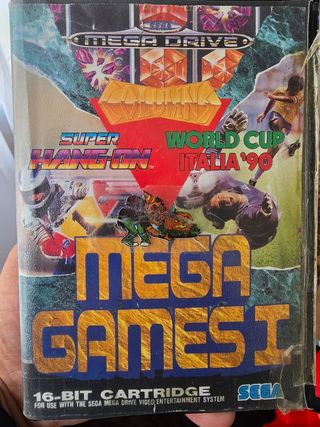 SEGA
MEGA DRIVE
COLUMNS
SUPER
HANG-ON
WORLD CUP
ITALIA '90
MEGA
GAMES I
16-BIT CARTRIDGE
FOR USE WITH THE SEGA MEGA DRIVE VIDEO ENTERTAINMENT SYSTEM
SEGA